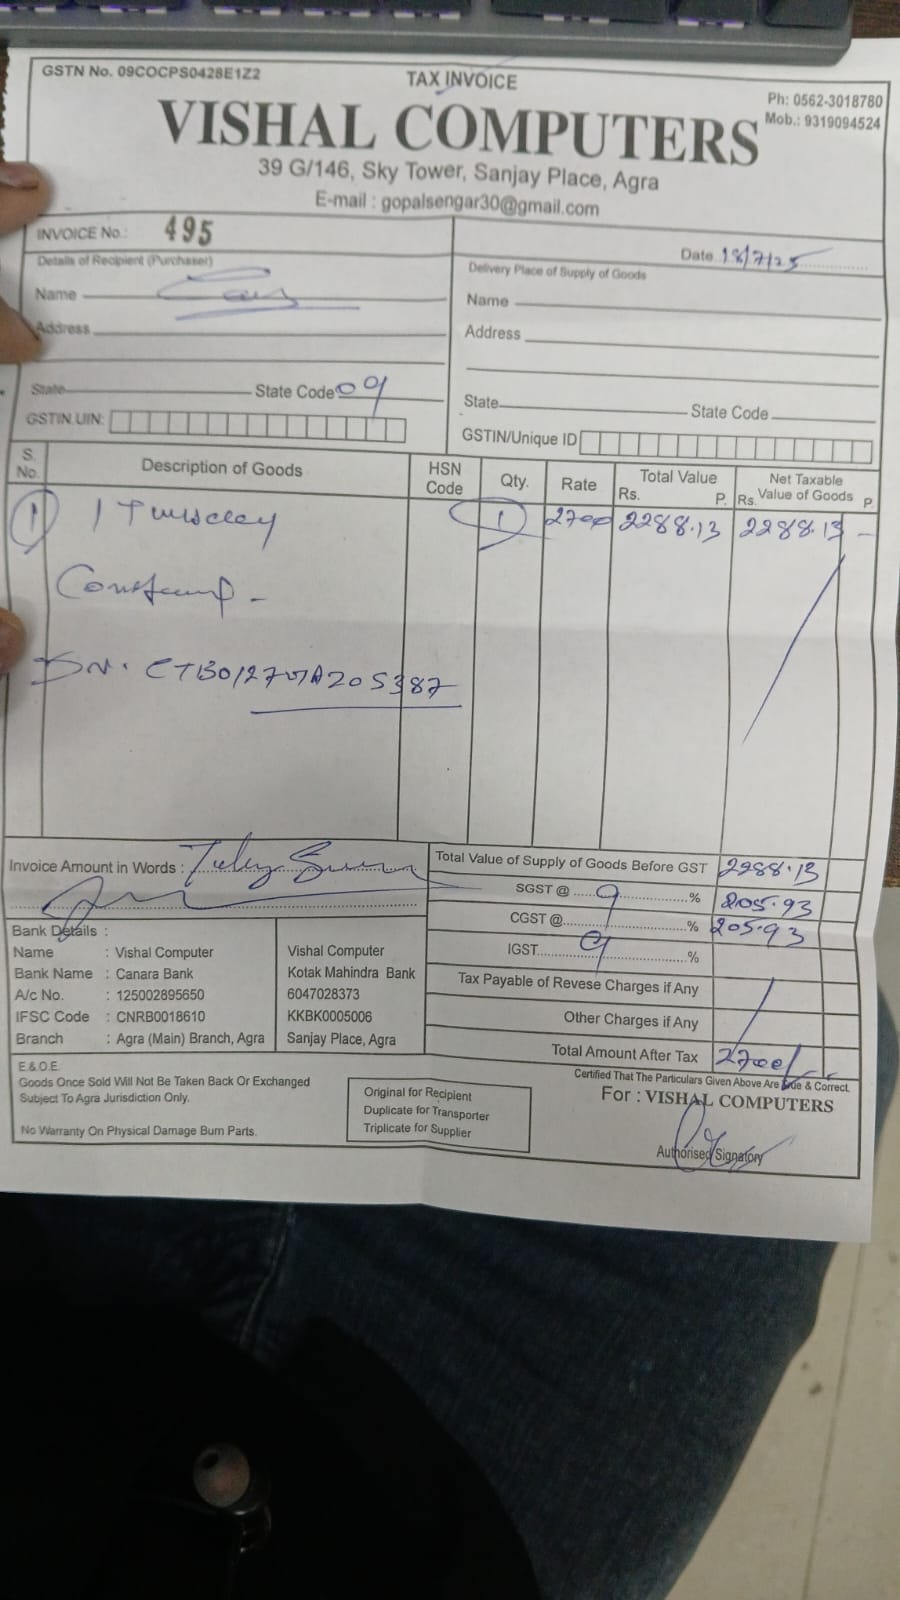 GSTN No. 09COCPS0428E1Z2
TAX INVOICE
Ph: 0562-3018780
Mob.: 9319094524
VISHAL COMPUTERS
39 G/146, Sky Tower, Sanjay Place, Agra
E-mail : gopalsengar30@gmail.com
INVOICE No.: 495
Date 18/7/25
Details of Recipient (Purchaser)
Name
Address
State State Code 09
GSTIN.UIN:
Delivery Place of Supply of Goods
Name
Address
State State Code
GSTIN/Unique ID
S. No. Description of Goods HSN Code Qty. Rate Total Value Rs. P. Net Taxable Value of Goods Rs. P
1 1 1 2700 2288.13 2288.13 -
Invoice Amount in Words :
Total Value of Supply of Goods Before GST 2288.13
SGST @ 9 % 205.93
CGST @ 9 % 205.93
IGST %
Tax Payable of Revese Charges if Any
Other Charges if Any
Total Amount After Tax 2700/-
Bank Details :
Name : Vishal Computer Vishal Computer
Bank Name : Canara Bank Kotak Mahindra Bank
A/c No. : 125002895650 6047028373
IFSC Code : CNRB0018610 KKBK0005006
Branch : Agra (Main) Branch, Agra Sanjay Place, Agra
E.&.O.E.
Goods Once Sold Will Not Be Taken Back Or Exchanged
Subject To Agra Jurisdiction Only.
No Warranty On Physical Damage Burn Parts.
Original for Recipient
Duplicate for Transporter
Triplicate for Supplier
Certified That The Particulars Given Above Are True & Correct.
For : VISHAL COMPUTERS
Authorised Signatory